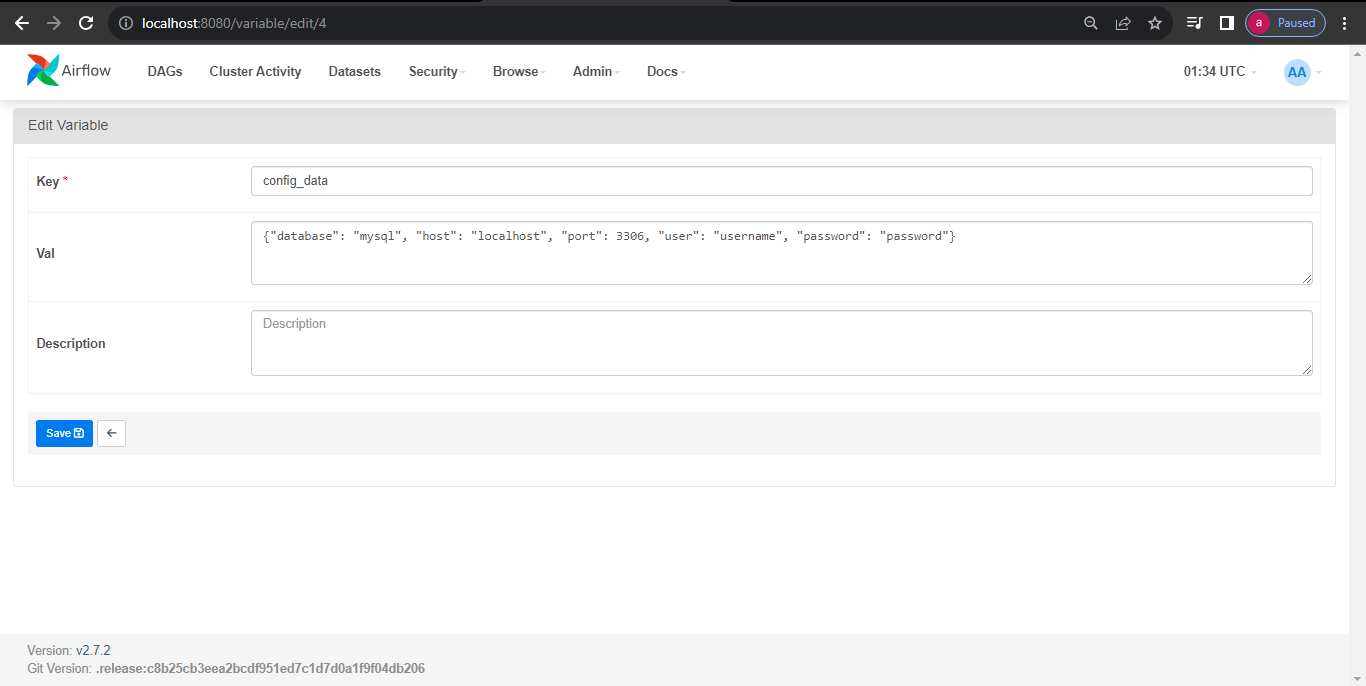 localhost:8080/variable/edit/4
a Paused
Airflow DAGs Cluster Activity Datasets Security Browse Admin Docs 01:34 UTC AA
Edit Variable
Key * config_data
Val {"database": "mysql", "host": "localhost", "port": 3306, "user": "username", "password": "password"}
Description Description
Save
Version: v2.7.2
Git Version: .release:c8b25cb3eea2bcdf951ed7c1d7d0a1f9f04db206